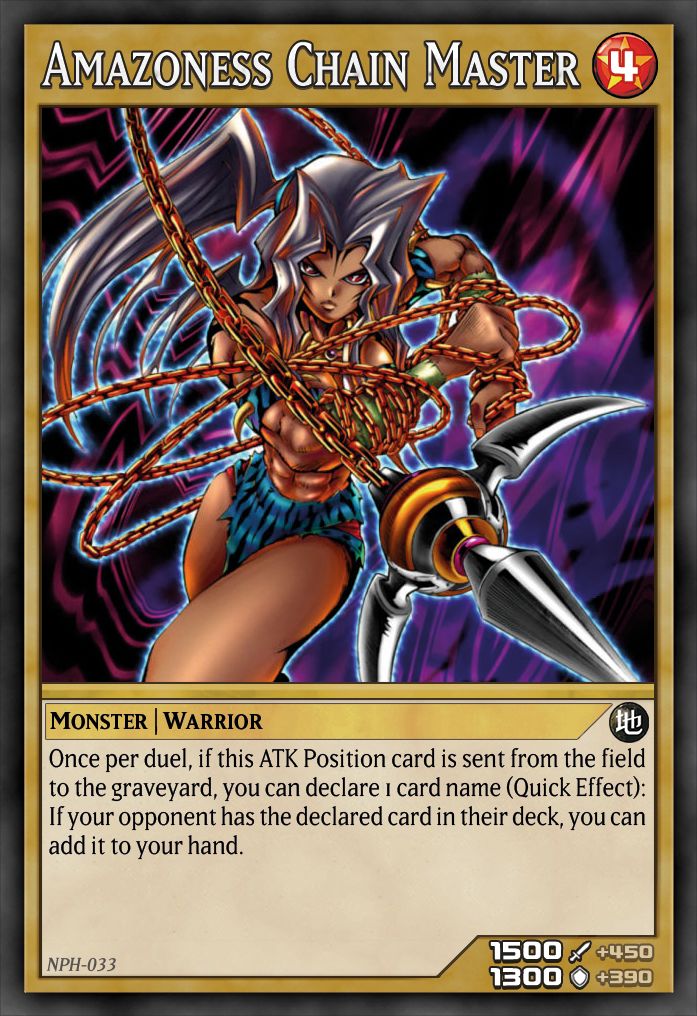 Amazoness Chain Master 4
Monster | Warrior
Once per duel, if this ATK Position card is sent from the field
to the graveyard, you can declare 1 card name (Quick Effect):
If your opponent has the declared card in their deck, you can
add it to your hand.
1500 +450
NPH-033 1300 +390